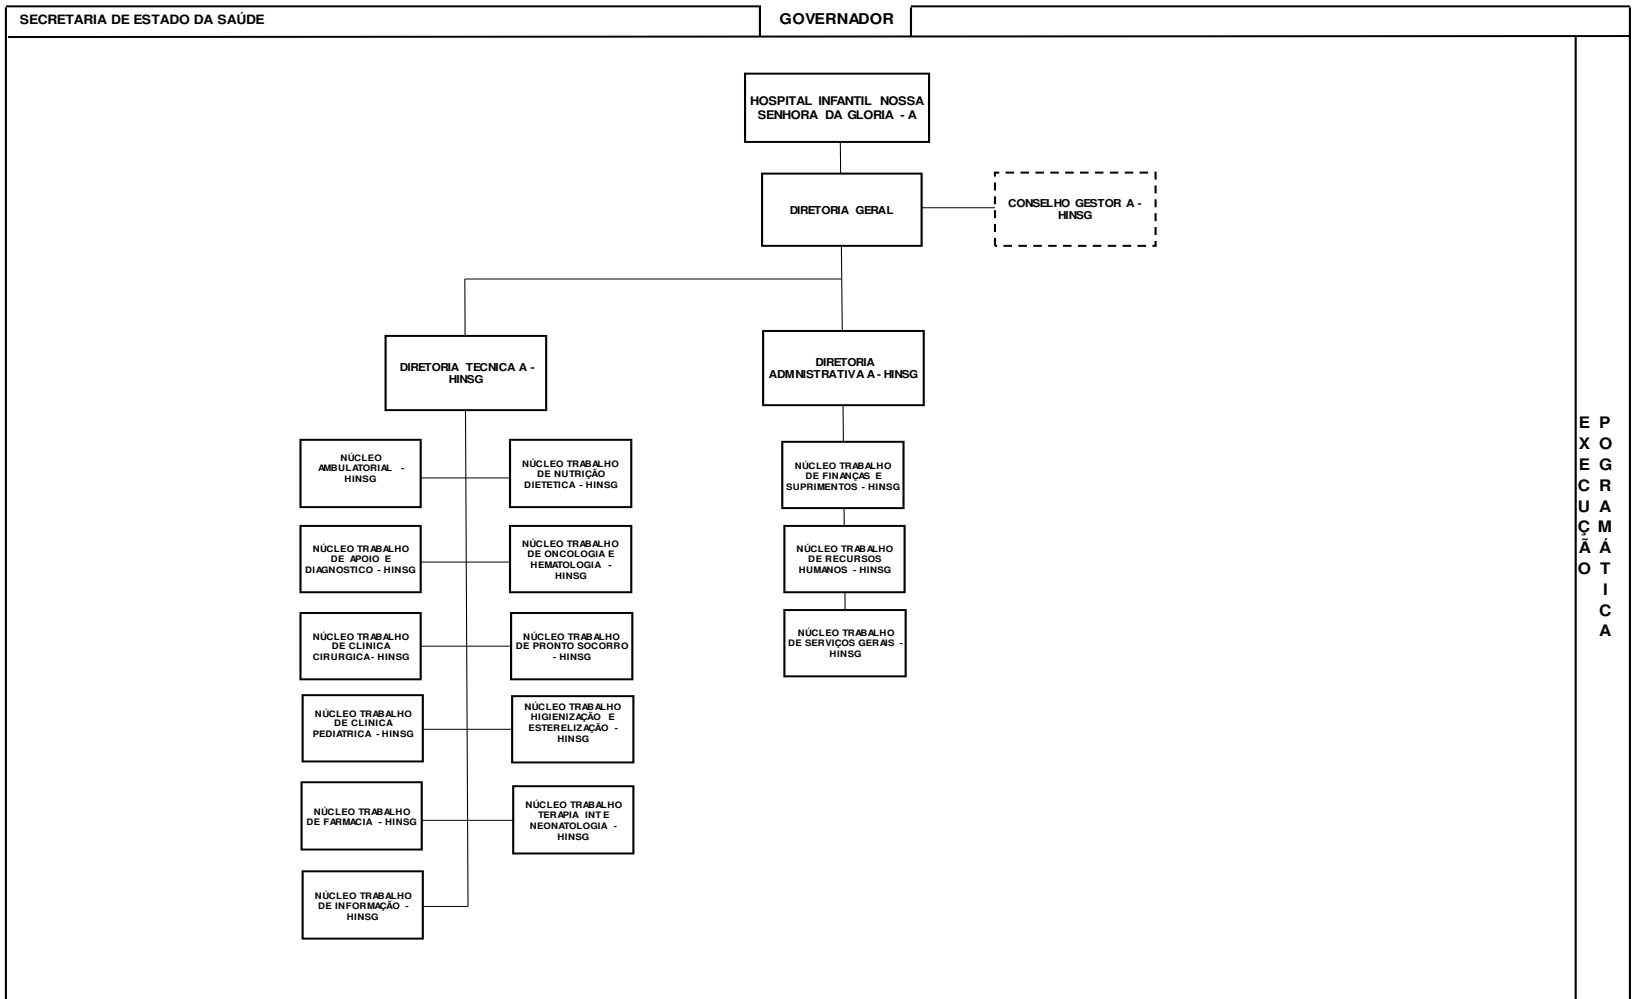 SECRETARIA DE ESTADO DA SAÚDE
GOVERNADOR
HOSPITAL INFANTIL NOSSA
SENHORA DA GLORIA - A
DIRETORIA GERAL
CONSELHO GESTOR A -
HINSG
DIRETORIA TECNICA A -
HINSG
DIRETORIA
ADMNISTRATIVA A - HINSG
NÚCLEO
AMBULATORIAL -
HINSG
NÚCLEO TRABALHO
DE NUTRIÇÃO
DIETETICA - HINSG
NÚCLEO TRABALHO
DE FINANÇAS E
SUPRIMENTOS - HINSG
NÚCLEO TRABALHO
DE APOIO E
DIAGNOSTICO - HINSG
NÚCLEO TRABALHO
DE ONCOLOGIA E
HEMATOLOGIA -
HINSG
NÚCLEO TRABALHO
DE RECURSOS
HUMANOS - HINSG
NÚCLEO TRABALHO
DE CLINICA
CIRURGICA- HINSG
NÚCLEO TRABALHO
DE PRONTO SOCORRO
- HINSG
NÚCLEO TRABALHO
DE SERVIÇOS GERAIS -
HINSG
NÚCLEO TRABALHO
DE CLINICA
PEDIATRICA - HINSG
NÚCLEO TRABALHO
HIGIENIZAÇÃO E
ESTERELIZAÇÃO -
HINSG
NÚCLEO TRABALHO
DE FARMACIA - HINSG
NÚCLEO TRABALHO
TERAPIA INT E
NEONATOLOGIA -
HINSG
NÚCLEO TRABALHO
DE INFORMAÇÃO -
HINSG
EXECUÇÃO
POGRAMÁTICA